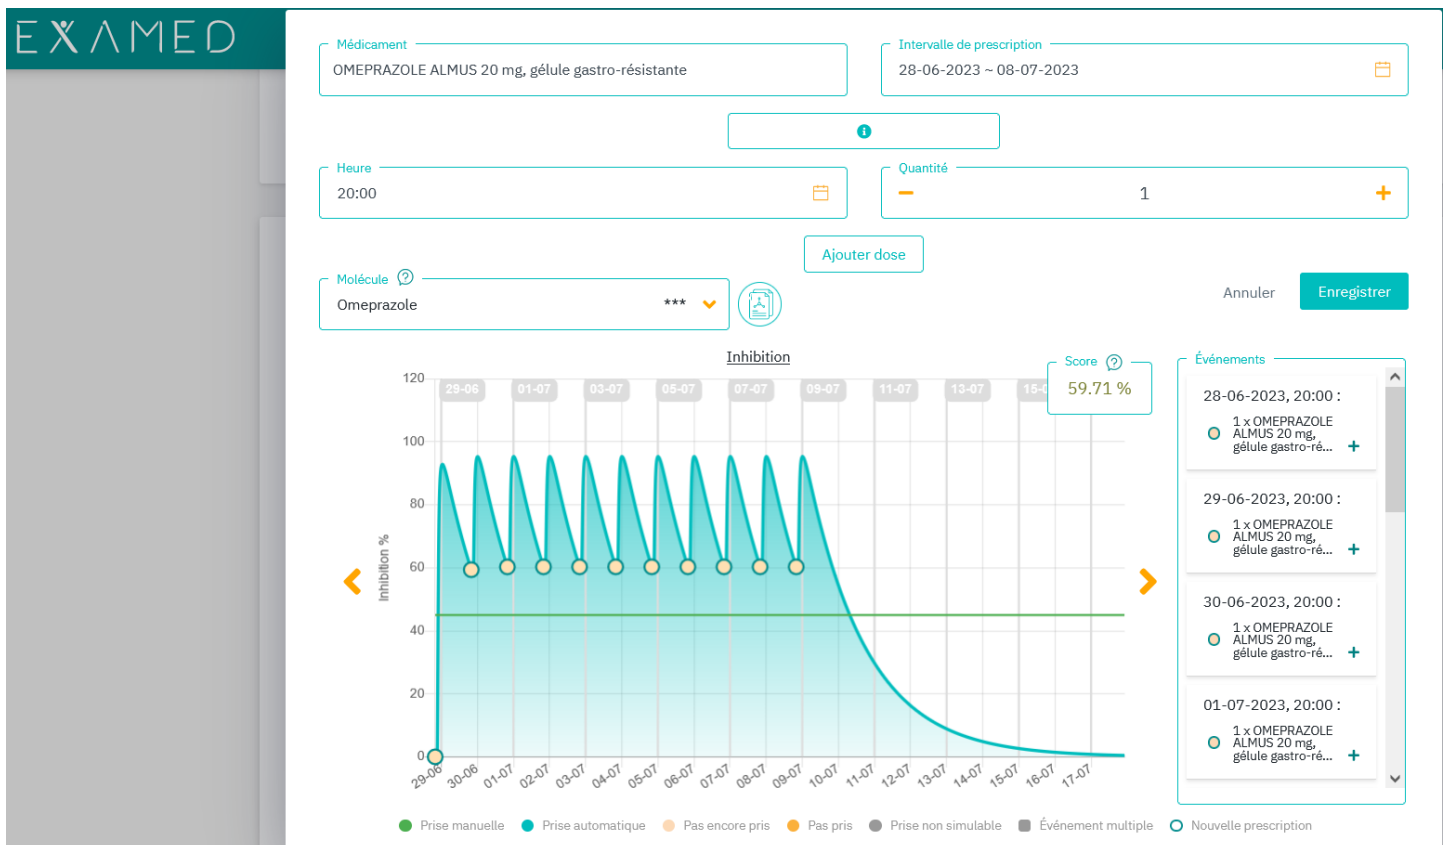 EXAMED
Médicament
OMEPRAZOLE ALMUS 20 mg, gélule gastro-résistante
Intervalle de prescription
28-06-2023 ~ 08-07-2023
Heure
20:00
Quantité
1
Ajouter dose
Molécule
Omeprazole ***
Annuler
Enregistrer
Inhibition
Score
59.71 %
120
100
80
60
40
20
0
Inhibition %
29-06 01-07 03-07 05-07 07-07 09-07 11-07 13-07 15-0
29-06 30-06 01-07 02-07 03-07 04-07 05-07 06-07 07-07 08-07 09-07 10-07 11-07 12-07 13-07 14-07 15-07 16-07 17-07
Événements
28-06-2023, 20:00 :
1 x OMEPRAZOLE
ALMUS 20 mg,
gélule gastro-ré...
29-06-2023, 20:00 :
1 x OMEPRAZOLE
ALMUS 20 mg,
gélule gastro-ré...
30-06-2023, 20:00 :
1 x OMEPRAZOLE
ALMUS 20 mg,
gélule gastro-ré...
01-07-2023, 20:00 :
1 x OMEPRAZOLE
ALMUS 20 mg,
gélule gastro-ré...
Prise manuelle Prise automatique Pas encore pris Pas pris Prise non simulable Événement multiple Nouvelle prescription